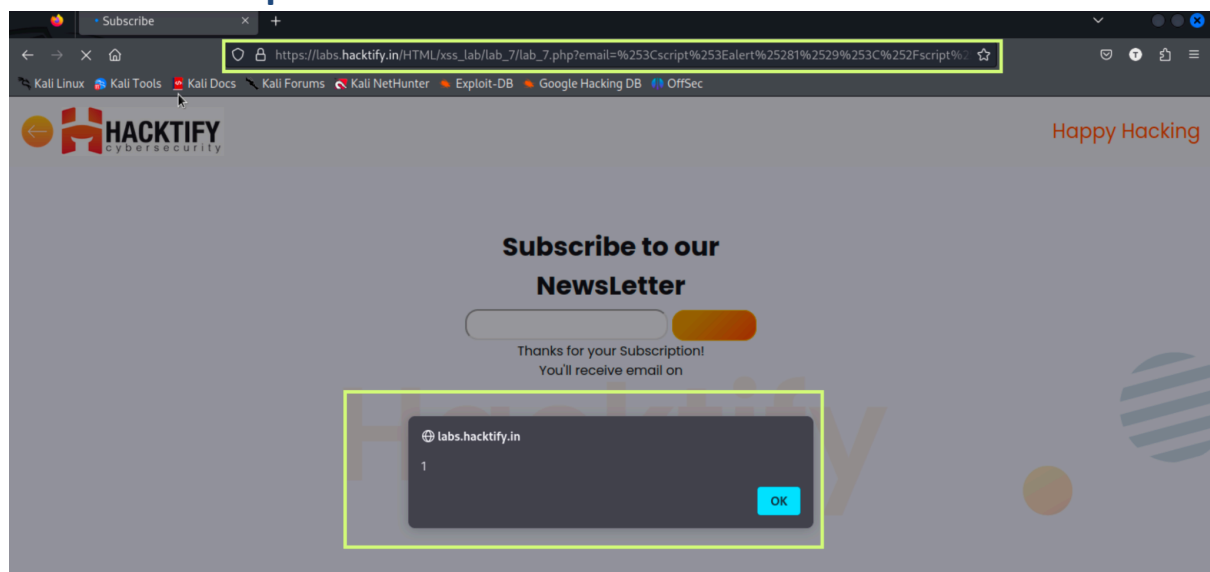 Subscribe
https://labs.hacktify.in/HTML/xss_lab/lab_7/lab_7.php?email=%253Cscript%253Ealert%25281%2529%253C%252Fscript%2
Kali Linux Kali Tools Kali Docs Kali Forums Kali NetHunter Exploit-DB Google Hacking DB OffSec
HACKTIFY
cybersecurity
Happy Hacking
Subscribe to our
NewsLetter
Thanks for your Subscription!
You'll receive email on
Hacktify
labs.hacktify.in
1
OK